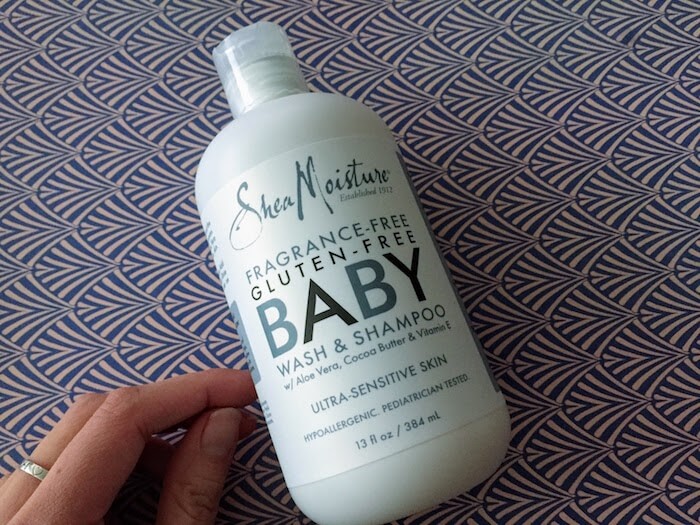 SheaMoisture
Established 1912
FRAGRANCE-FREE
GLUTEN-FREE
BABY
WASH & SHAMPOO
w/ Aloe Vera, Cocoa Butter & Vitamin E
ULTRA-SENSITIVE SKIN
HYPOALLERGENIC. PEDIATRICIAN TESTED.
13 fl oz / 384 mL